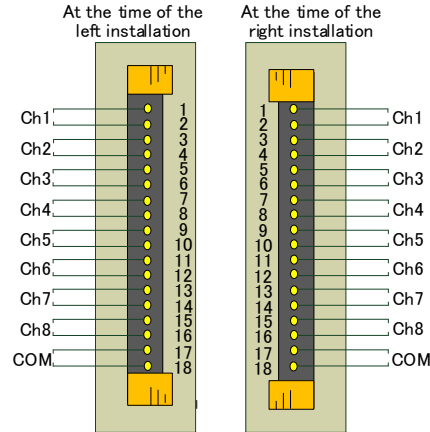 At the time of the
left installation
Ch1
Ch2
Ch3
Ch4
Ch5
Ch6
Ch7
Ch8
COM
1
2
3
4
5
6
7
8
9
10
11
12
13
14
15
16
17
18
At the time of the
right installation
1
2
3
4
5
6
7
8
9
10
11
12
13
14
15
16
17
18
Ch1
Ch2
Ch3
Ch4
Ch5
Ch6
Ch7
Ch8
COM